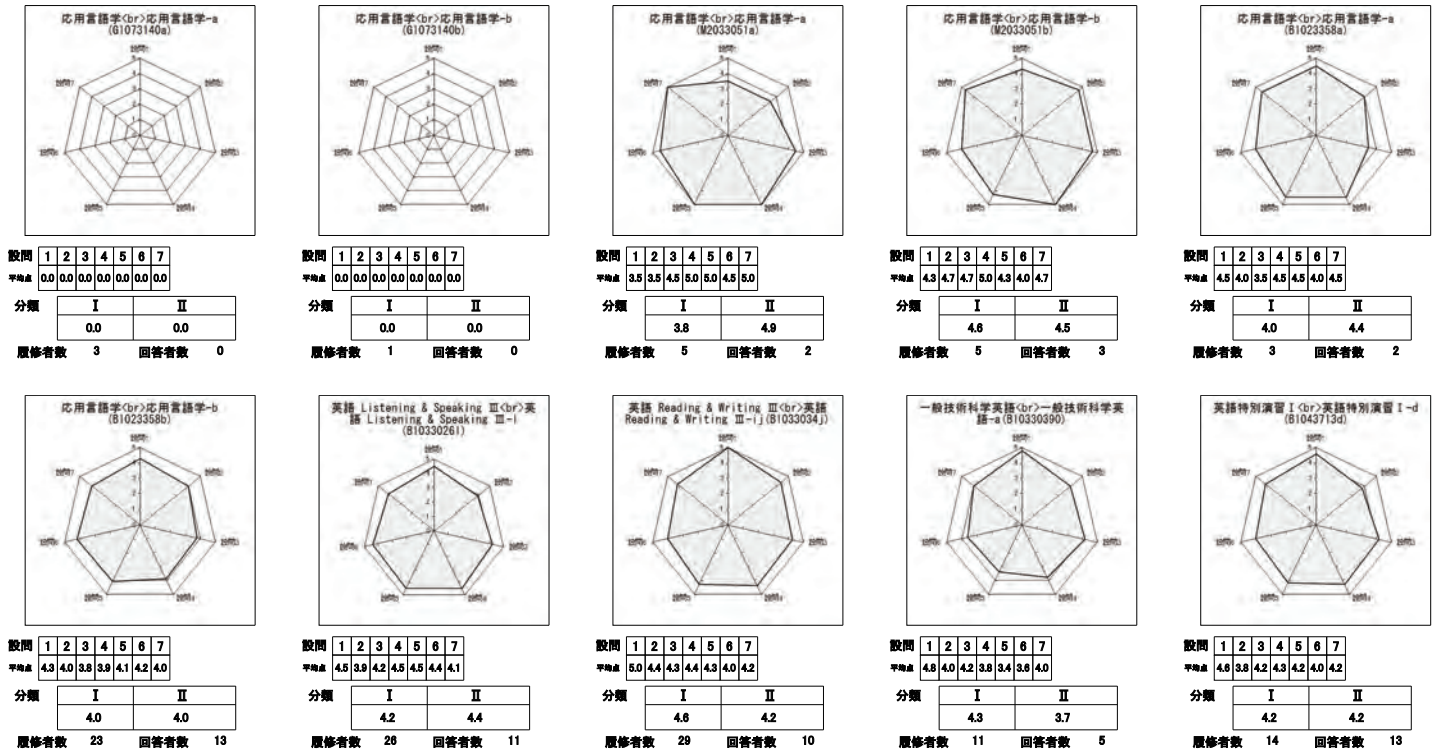 応用言語学<br>応用言語学-a
(G1073140a)
設問 1 2 3 4 5 6 7
平均点 0.0 0.0 0.0 0.0 0.0 0.0 0.0
分類 Ⅰ Ⅱ
0.0 0.0
履修者数 3 回答者数 0
応用言語学<br>応用言語学-b
(G1073140b)
設問 1 2 3 4 5 6 7
平均点 0.0 0.0 0.0 0.0 0.0 0.0 0.0
分類 Ⅰ Ⅱ
0.0 0.0
履修者数 1 回答者数 0
応用言語学<br>応用言語学-a
(M2033051a)
設問 1 2 3 4 5 6 7
平均点 3.5 3.5 4.5 5.0 5.0 4.5 5.0
分類 Ⅰ Ⅱ
3.8 4.9
履修者数 5 回答者数 2
応用言語学<br>応用言語学-b
(M2033051b)
設問 1 2 3 4 5 6 7
平均点 4.3 4.7 4.7 5.0 4.3 4.0 4.7
分類 Ⅰ Ⅱ
4.6 4.5
履修者数 5 回答者数 3
応用言語学<br>応用言語学-a
(B1023358a)
設問 1 2 3 4 5 6 7
平均点 4.5 4.0 3.5 4.5 4.5 4.0 4.5
分類 Ⅰ Ⅱ
4.0 4.4
履修者数 3 回答者数 2
応用言語学<br>応用言語学-b
(B1023358b)
設問 1 2 3 4 5 6 7
平均点 4.3 4.0 3.8 3.9 4.1 4.2 4.0
分類 Ⅰ Ⅱ
4.0 4.0
履修者数 23 回答者数 13
英語 Listening & Speaking Ⅲ<br>英
語 Listening & Speaking Ⅲ-i
(B1033026i)
設問 1 2 3 4 5 6 7
平均点 4.5 3.9 4.2 4.5 4.5 4.4 4.1
分類 Ⅰ Ⅱ
4.2 4.4
履修者数 26 回答者数 11
英語 Reading & Writing Ⅲ<br>英語
Reading & Writing Ⅲ-ij(B1033034j)
設問 1 2 3 4 5 6 7
平均点 5.0 4.4 4.3 4.4 4.3 4.0 4.2
分類 Ⅰ Ⅱ
4.6 4.2
履修者数 29 回答者数 10
一般技術科学英語<br>一般技術科学英
語-a(B10330390)
設問 1 2 3 4 5 6 7
平均点 4.8 4.0 4.2 3.8 3.4 3.6 4.0
分類 Ⅰ Ⅱ
4.3 3.7
履修者数 11 回答者数 5
英語特別演習Ⅰ<br>英語特別演習Ⅰ-d
(B1043713d)
設問 1 2 3 4 5 6 7
平均点 4.6 3.8 4.2 4.3 4.2 4.0 4.2
分類 Ⅰ Ⅱ
4.2 4.2
履修者数 14 回答者数 13